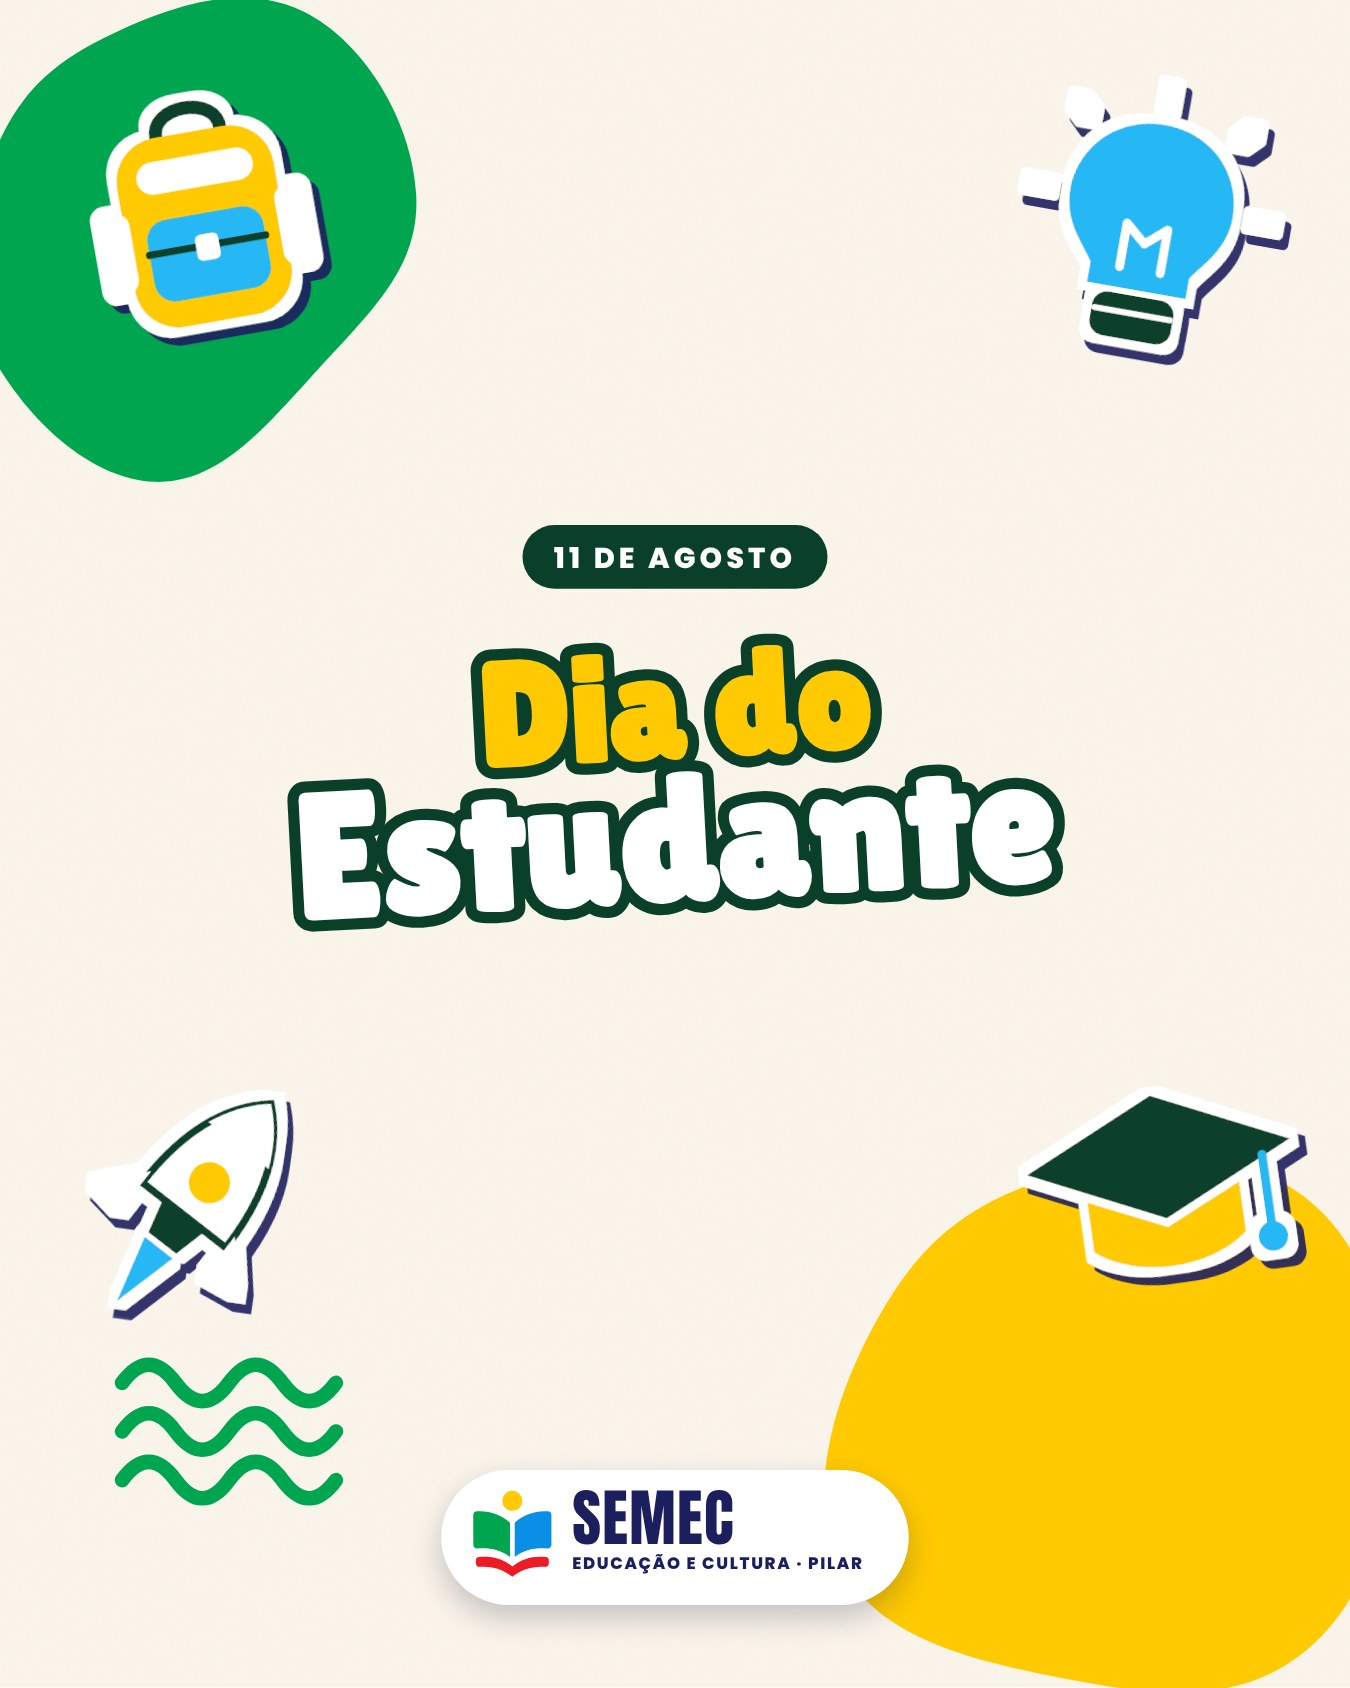 M
11 DE AGOSTO
Dia do
Estudante
SEMEC
EDUCAÇÃO E CULTURA · PILAR